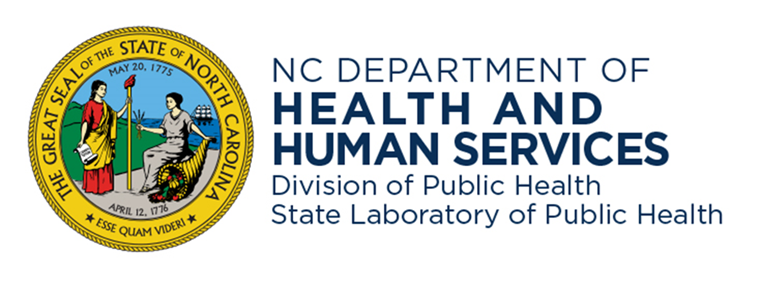 THE GREAT SEAL OF THE STATE OF NORTH CAROLINA
MAY 20, 1775
APRIL 12, 1776
★ ESSE QUAM VIDERI ★
NC DEPARTMENT OF
HEALTH AND
HUMAN SERVICES
Division of Public Health
State Laboratory of Public Health